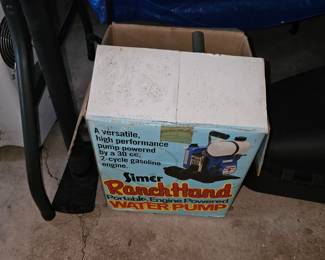 A versatile,
high performance
pump powered
by a 30 cc,
2-cycle gasoline
engine.
Simer
RanchHand
Portable, Engine Powered
WATER PUMP